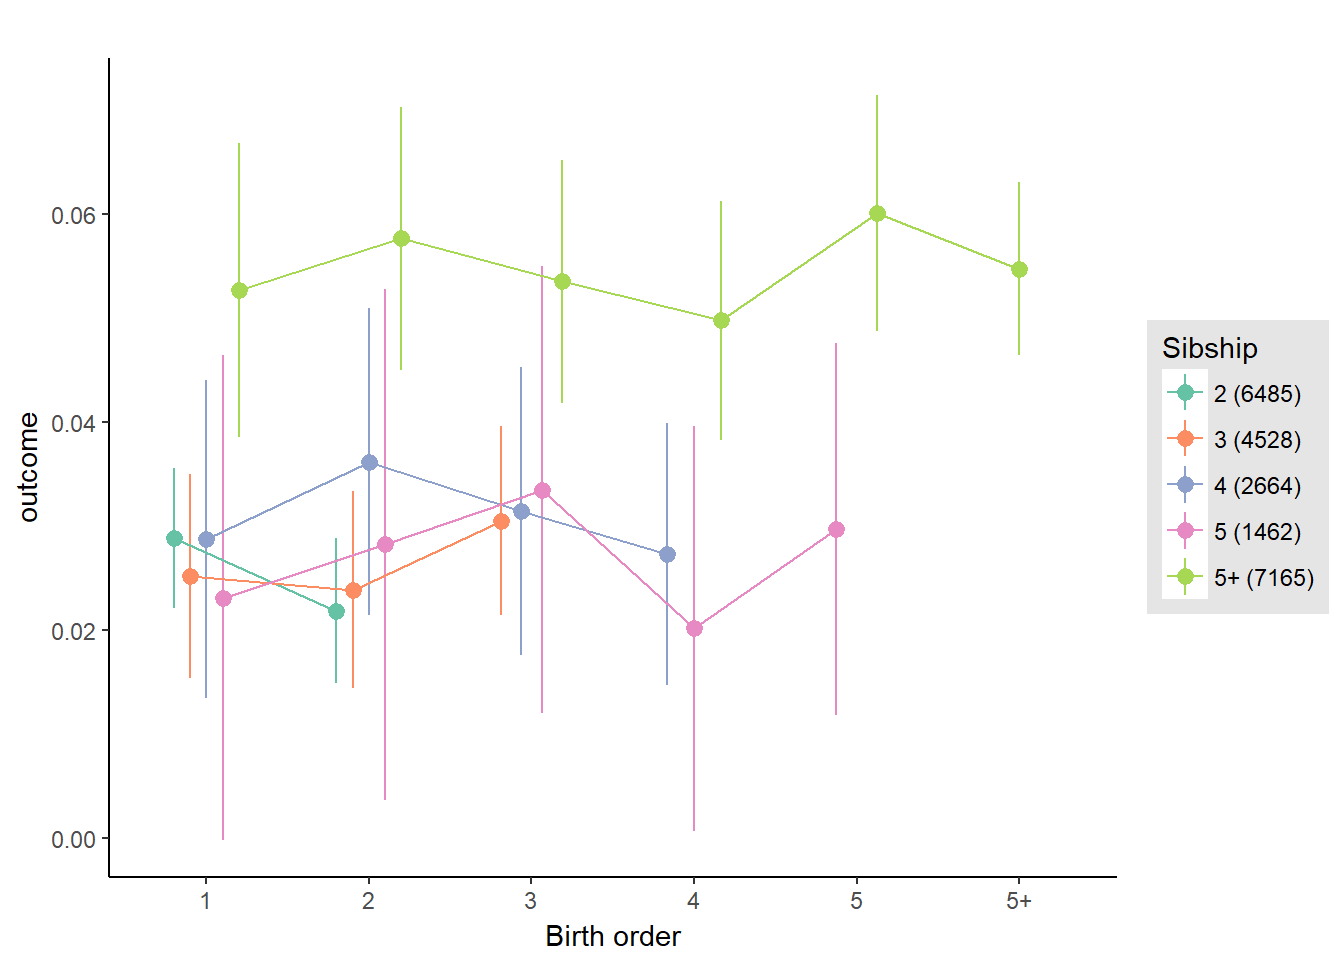 0.06
0.04
0.02
0.00
outcome
1 2 3 4 5 5+
Birth order
Sibship
2 (6485)
3 (4528)
4 (2664)
5 (1462)
5+ (7165)